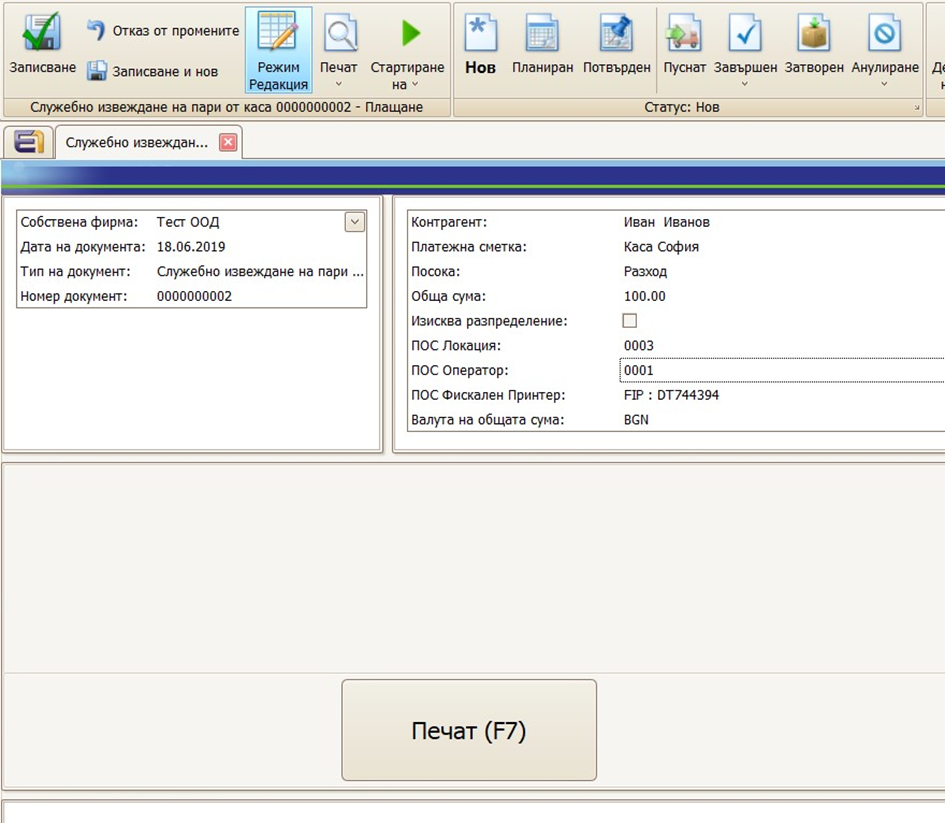 Записване
Отказ от промените
Записване и нов
Режим
Редакция
Печат
Стартиране
на
Служебно извеждане на пари от каса 0000000002 - Плащане
Нов
Планиран
Потвърден
Пуснат
Завършен
Затворен
Анулиране
Статус: Нов
Служебно извеждан...
Собствена фирма: Тест ООД
Дата на документа: 18.06.2019
Тип на документ: Служебно извеждане на пари ...
Номер документ: 0000000002
Контрагент: Иван Иванов
Платежна сметка: Каса София
Посока: Разход
Обща сума: 100.00
Изисква разпределение:
ПОС Локация: 0003
ПОС Оператор: 0001
ПОС Фискален Принтер: FIP : DT744394
Валута на общата сума: BGN
Печат (F7)